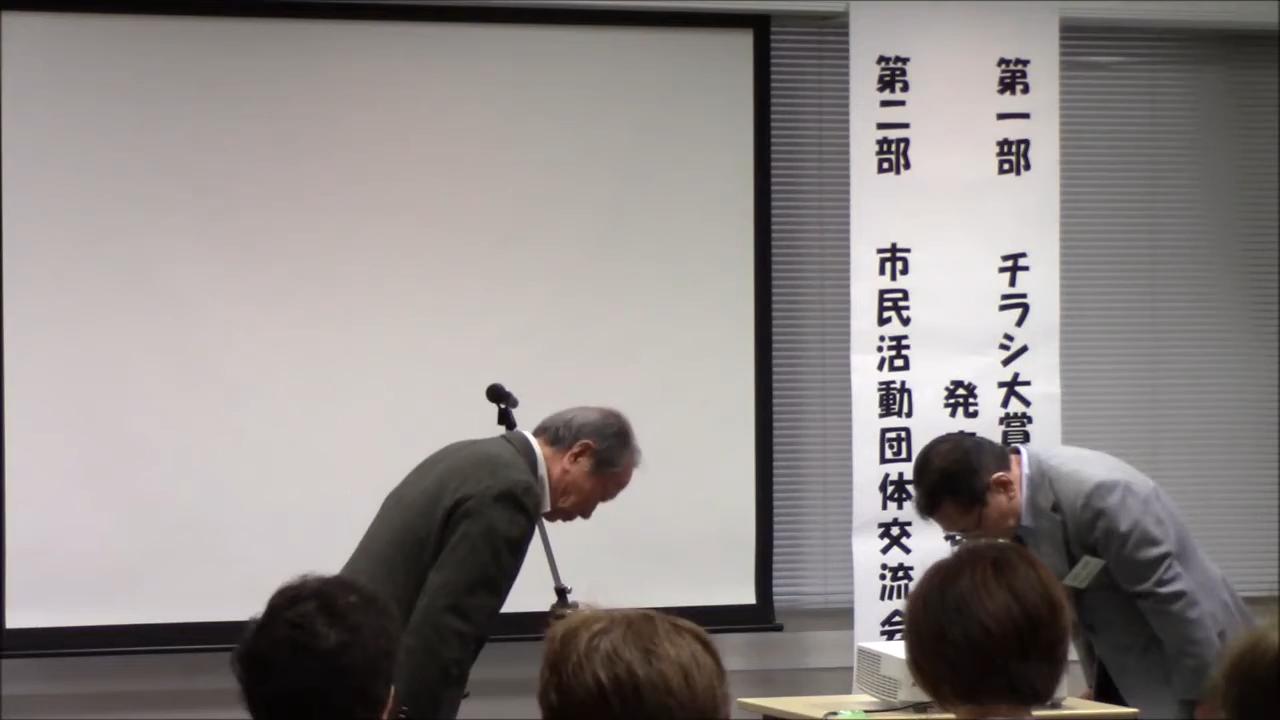 第一部 チラシ大賞
発
第二部 市民活動団体交流会